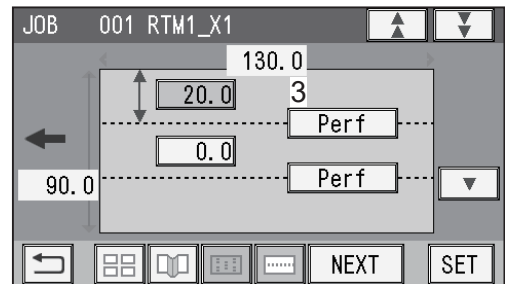 JOB 001 RTM1_X1
130.0
20.0 3
Perf
0.0
Perf
90.0
NEXT SET